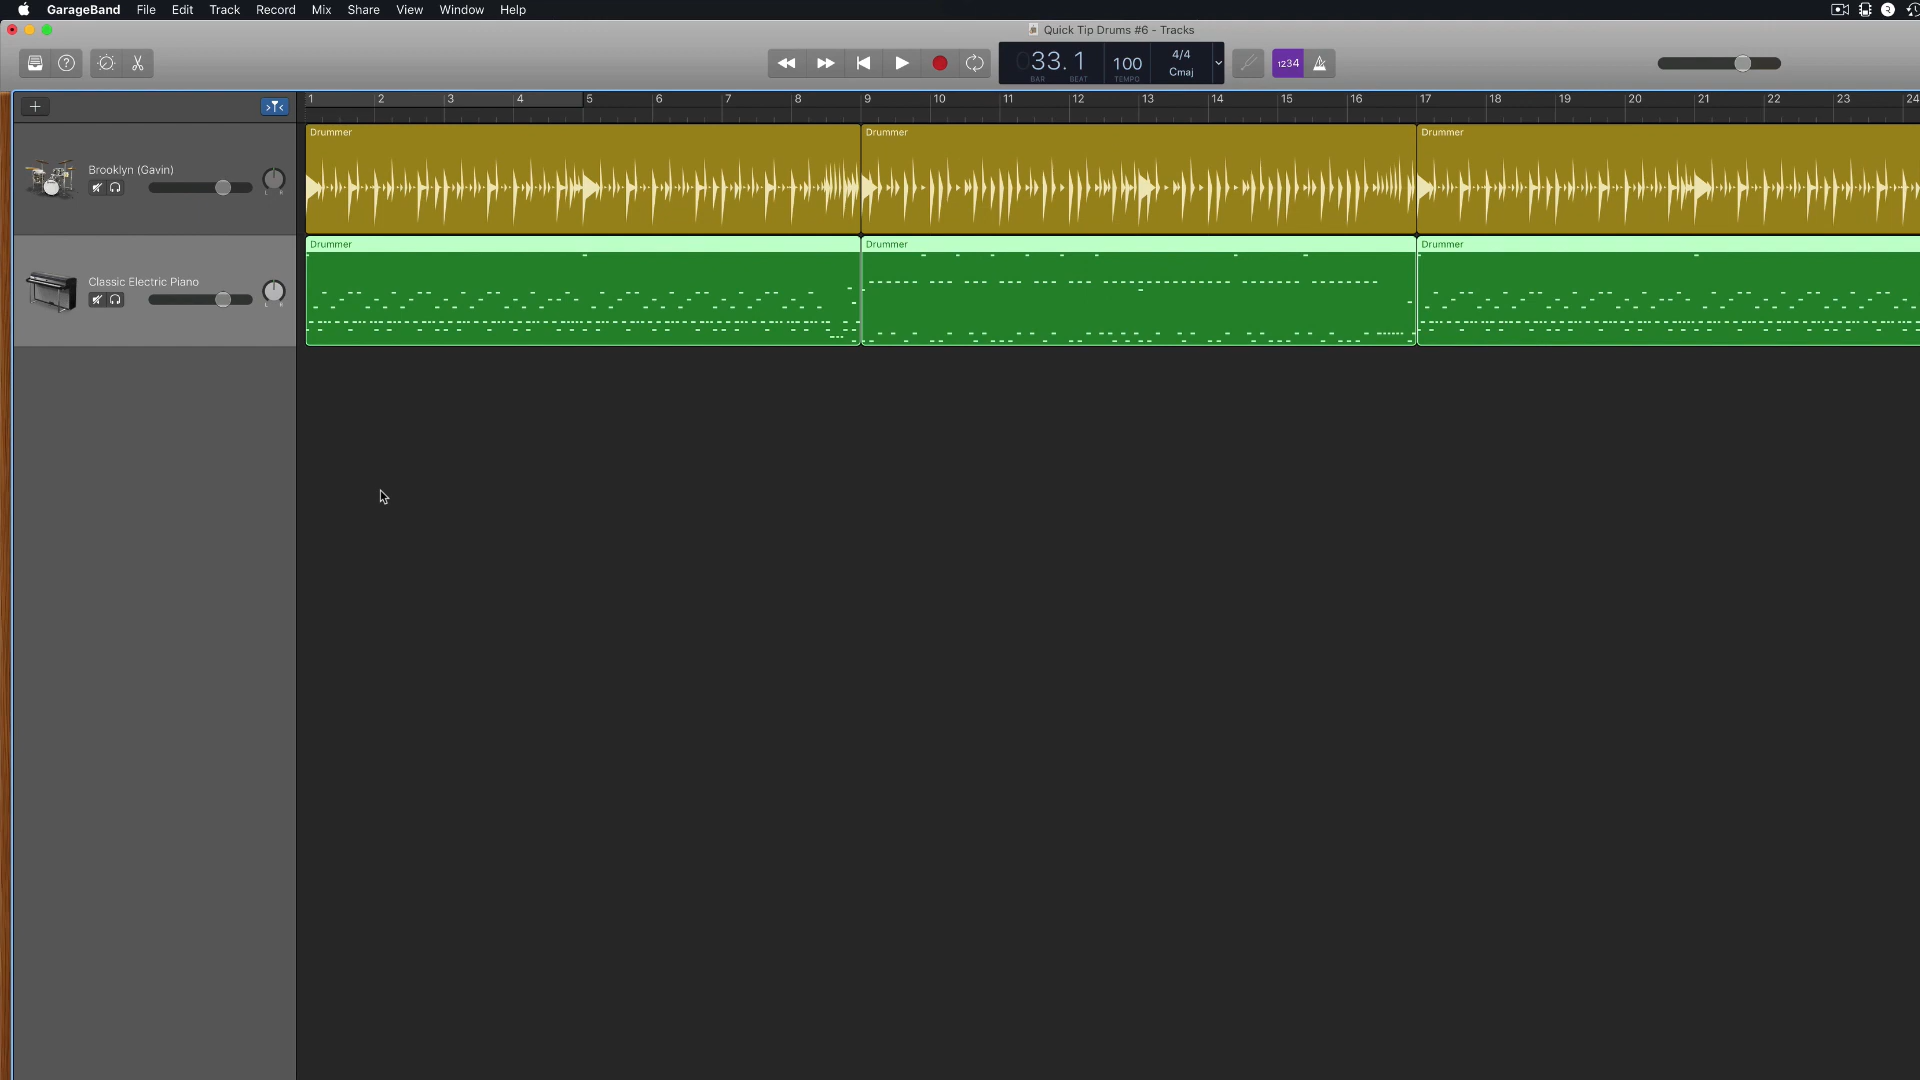 GarageBand File Edit Track Record Mix Share View Window Help
Quick Tip Drums #6 - Tracks
033. 1 100 4/4
BAR BEAT TEMPO Cmaj
1234
1 2 3 4 5 6 7 8 9 10 11 12 13 14 15 16 17 18 19 20 21 22 23 24
Drummer Drummer Drummer
Brooklyn (Gavin)
L R
Drummer Drummer Drummer
Classic Electric Piano
L R